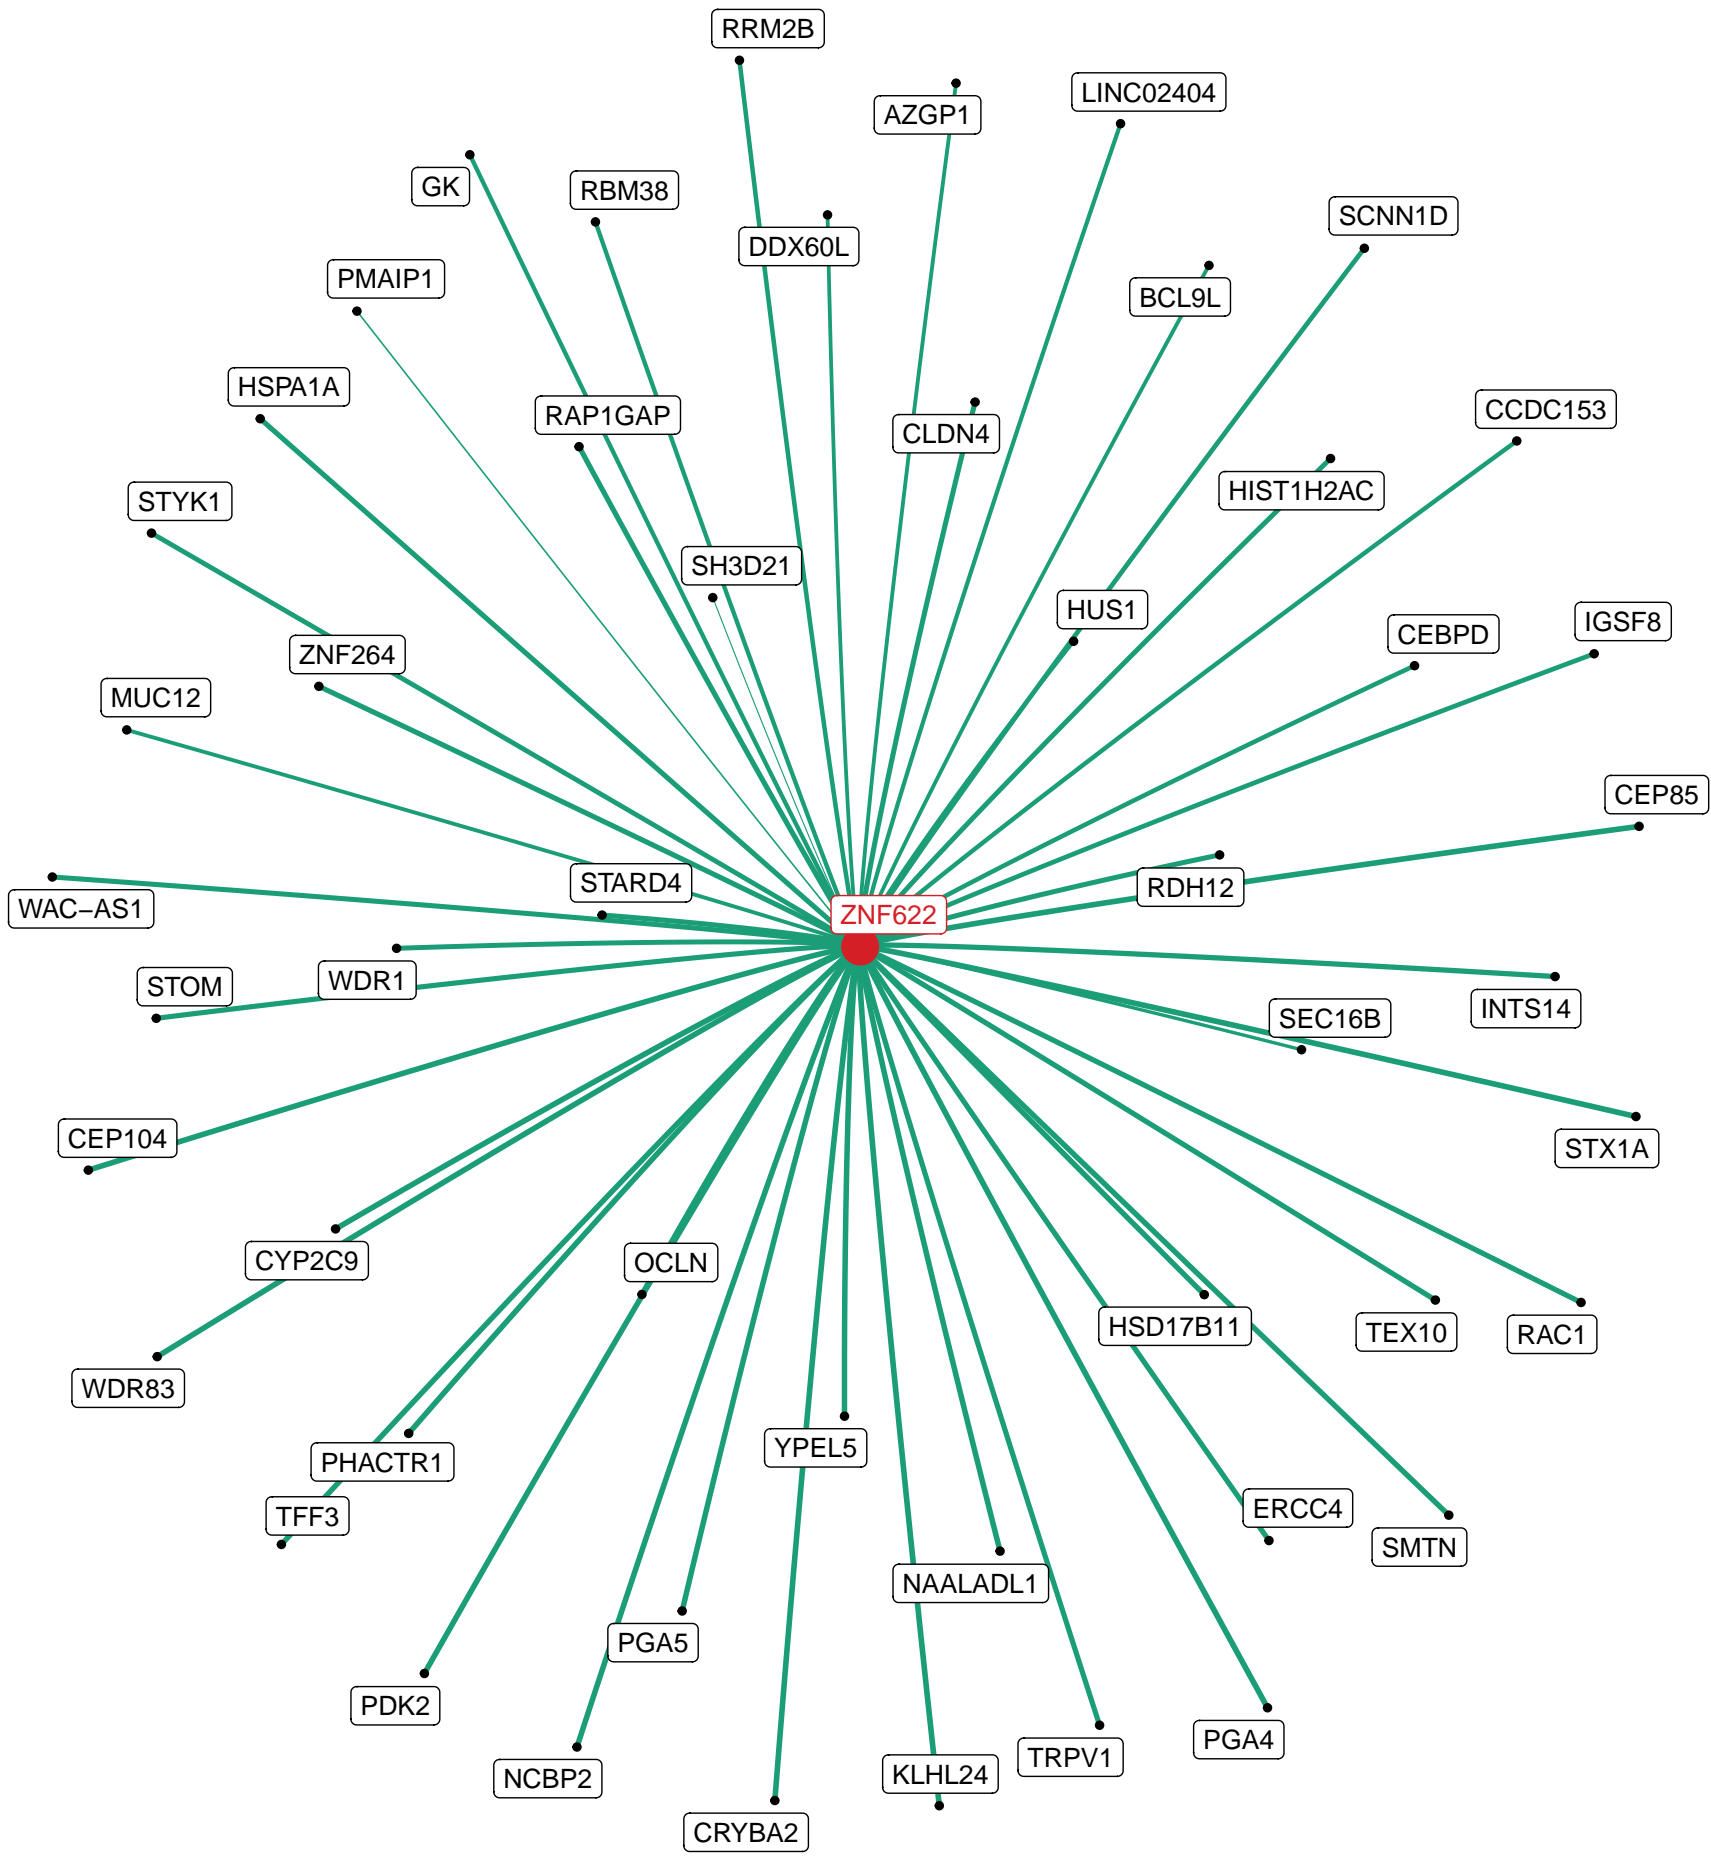 RRM2B
AZGP1
LINC02404
GK
RBM38
SCNN1D
DDX60L
PMAIP1
BCL9L
HSPA1A
RAP1GAP
CCDC153
CLDN4
STYK1
HIST1H2AC
SH3D21
HUS1
IGSF8
CEBPD
ZNF264
MUC12
CEP85
STARD4
RDH12
WAC−AS1
ZNF622
WDR1
STOM
INTS14
SEC16B
CEP104
STX1A
CYP2C9
OCLN
HSD17B11
TEX10
RAC1
WDR83
YPEL5
PHACTR1
TFF3
ERCC4
SMTN
NAALADL1
PGA5
PDK2
PGA4
TRPV1
NCBP2
KLHL24
CRYBA2